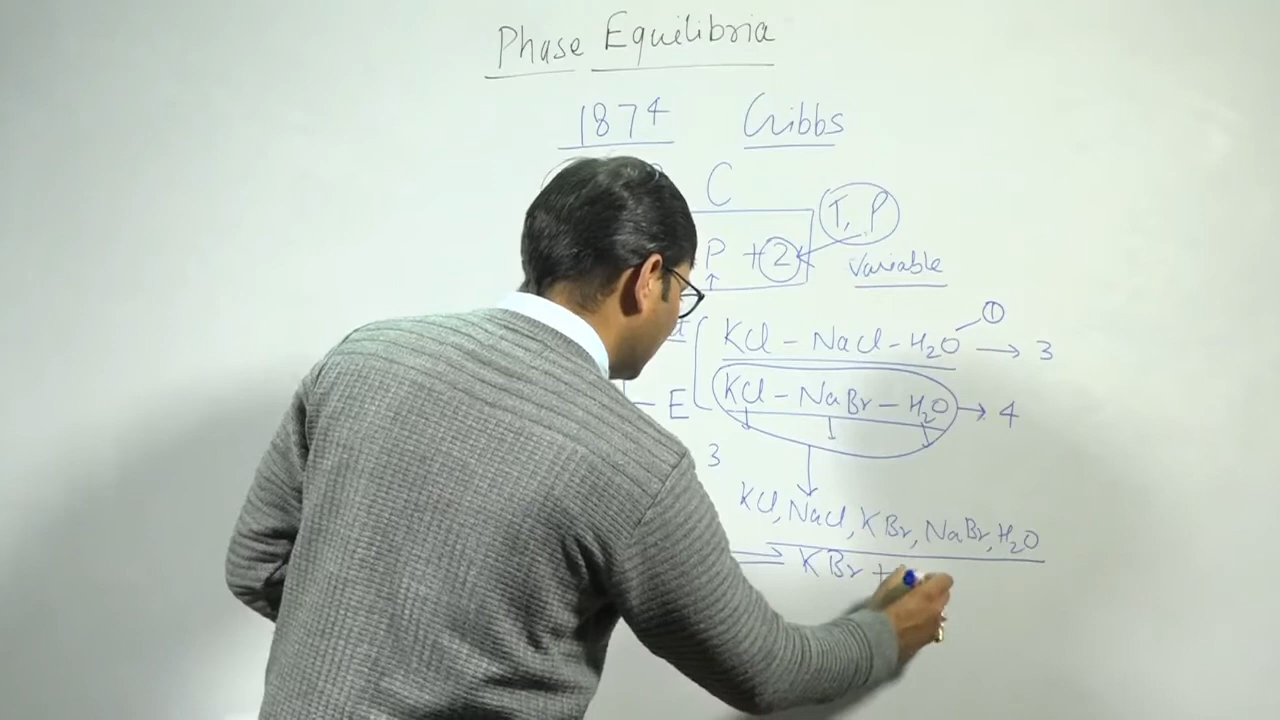 Phase Equilibria
1874 Gibbs
C
P + 2 T, P
variable
KCl - NaCl - H2O → 3 1
E KCl - NaBr - H2O → 4
3
KCl, NaCl, KBr, NaBr, H2O
⇌ KBr +